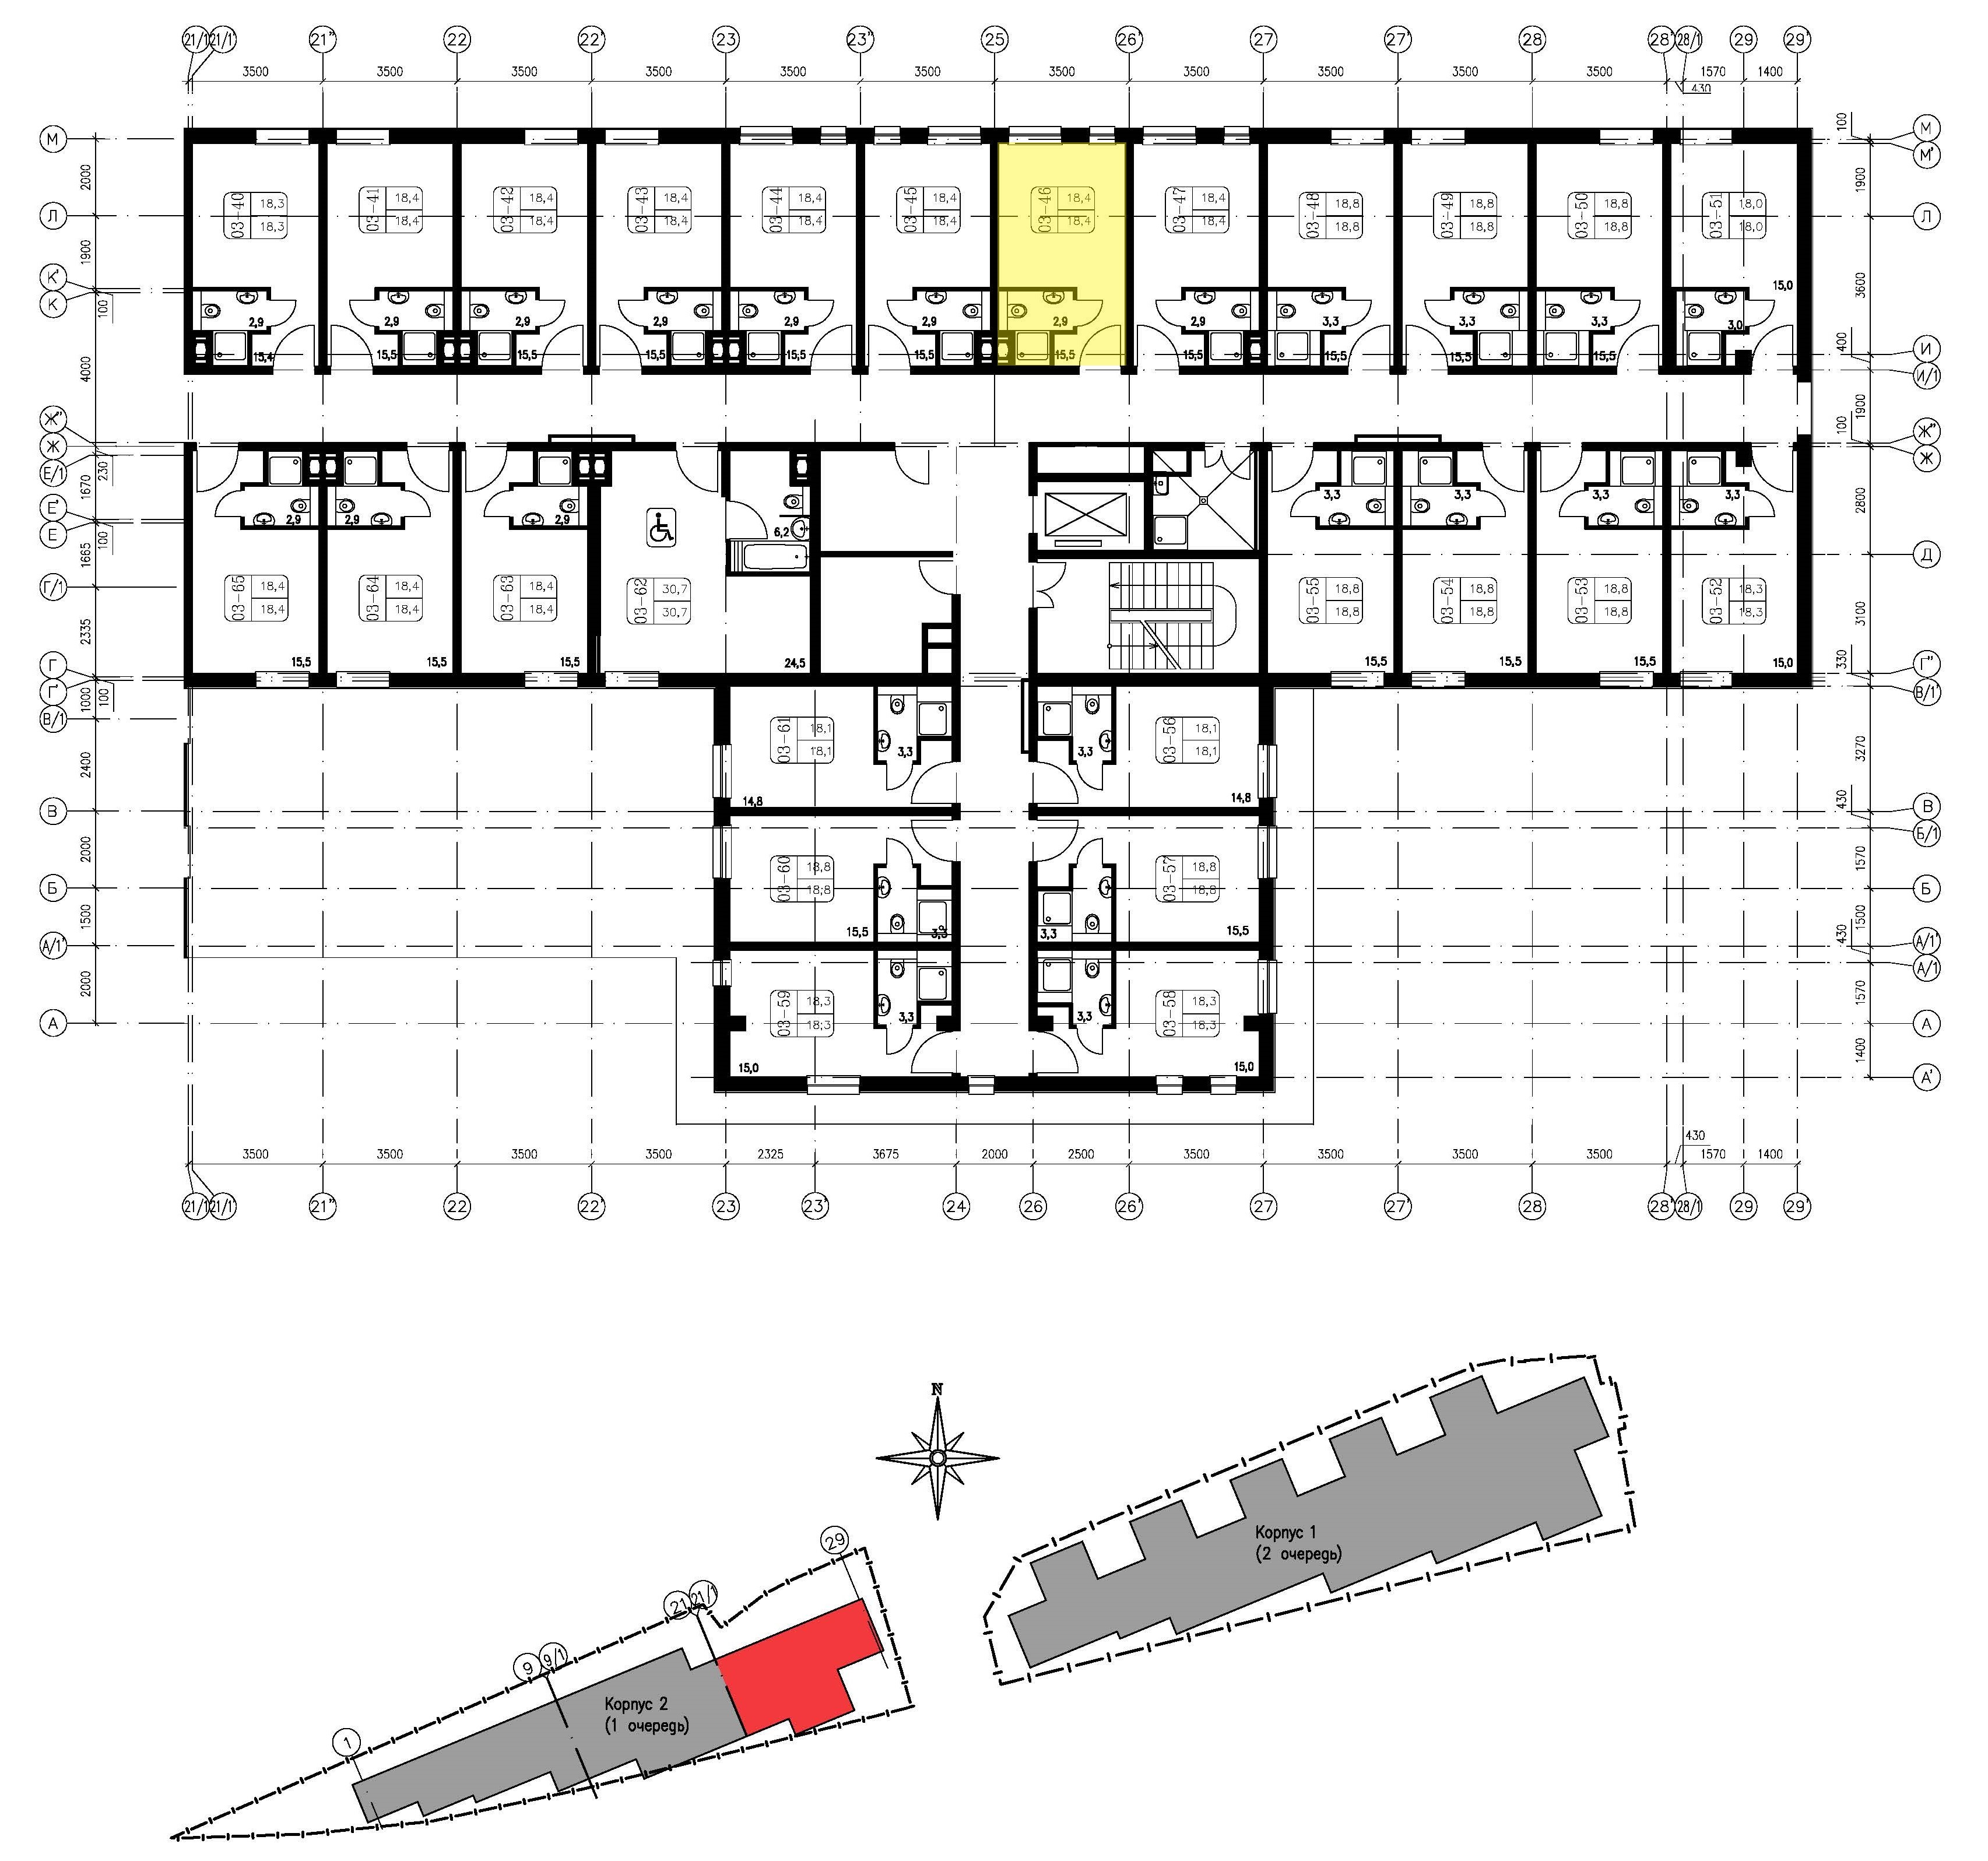 21/1 21/1' 21" 22 22' 23 23" 25 26' 27 27' 28 28' 28/1 29 29'
3500 3500 3500 3500 3500 3500 3500 3500 3500 3500 3500 1570 1400
430
М 2000 Л 1900 К' К 100 4000 Ж" Ж Е/1 2130 1670 Е' Е 100 1665 Г/1 2335 Г Г' 100 1000 В/1 2400 В 2000 Б 1500 А/1' 2000 А
М 100 М' 1900 Л 3600 И 400 И/1 1900 Ж" 100 Ж 2800 Д 3100 Г" 330 В/1' 3270 В 430 Б/1 1570 Б 1500 А/1' 430 А/1 1570 А 1400 А'
03-40 18,3 18,3
03-41 18,4 18,4
03-42 18,4 18,4
03-43 18,4 18,4
03-44 18,4 18,4
03-45 18,4 18,4
03-46 18,4 18,4
03-47 18,4 18,4
03-48 18,8 18,8
03-49 18,8 18,8
03-50 18,8 18,8
03-51 18,0 18,0
15,0
2,9 2,9 2,9 2,9 2,9 2,9 2,9 2,9 3,3 3,3 3,3 3,0
15,4 15,5 15,5 15,5 15,5 15,5 15,5 15,5 15,5 15,5 15,5
2,9 2,9 2,9 6,2 3,3 3,3 3,3 3,3
03-65 18,4 18,4
03-64 18,4 18,4
03-63 18,4 18,4
03-62 30,7 30,7
03-55 18,8 18,8
03-54 18,8 18,8
03-53 18,8 18,8
03-52 18,3 18,3
15,5 15,5 15,5 24,5 15,5 15,5 15,5 15,0
03-61 18,1 18,1
3,3 3,3
03-56 18,1 18,1
14,8 14,8
03-60 18,8 18,8
03-57 18,8 18,8
15,5 3,3 3,3 15,5
03-59 18,3 18,3
3,3 3,3
03-58 18,3 18,3
15,0 15,0
3500 3500 3500 3500 2325 3675 2000 2500 3500 3500 3500 3500 430 1570 1400
21/1 21/1' 21" 22 22' 23 23' 24 26 26' 27 27' 28 28' 28/1 29 29'
N
Корпус 1
(2 очередь)
29
21 21/1
9 9/1
Корпус 2
(1 очередь)
1